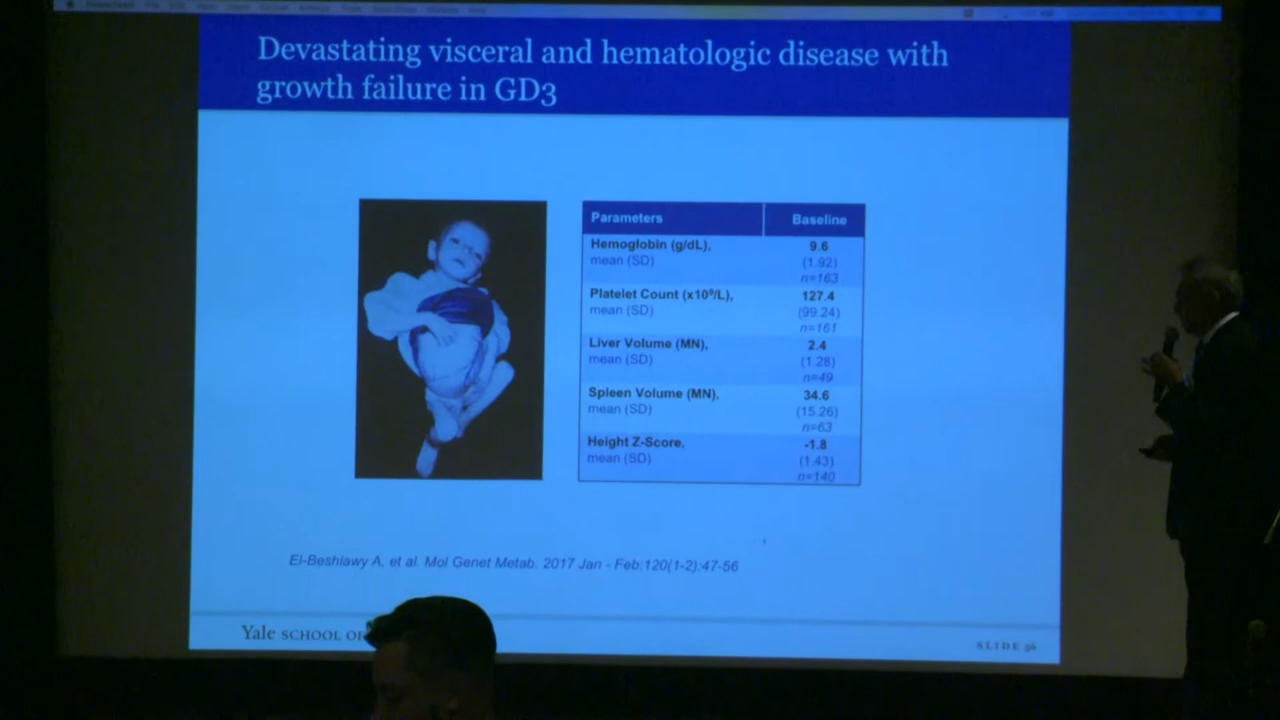 Devastating visceral and hematologic disease with
growth failure in GD3
Parameters Baseline
Hemoglobin (g/dL), 9.6
mean (SD) (1.92)
n=163
Platelet Count (x10⁹/L), 127.4
mean (SD) (99.24)
n=161
Liver Volume (MN), 2.4
mean (SD) (1.28)
n=49
Spleen Volume (MN), 34.6
mean (SD) (15.26)
n=63
Height Z-Score, -1.8
mean (SD) (1.43)
n=140
El-Beshlawy A, et al. Mol Genet Metab. 2017 Jan - Feb;120(1-2):47-56
Yale SCHOOL OF
SLIDE 36